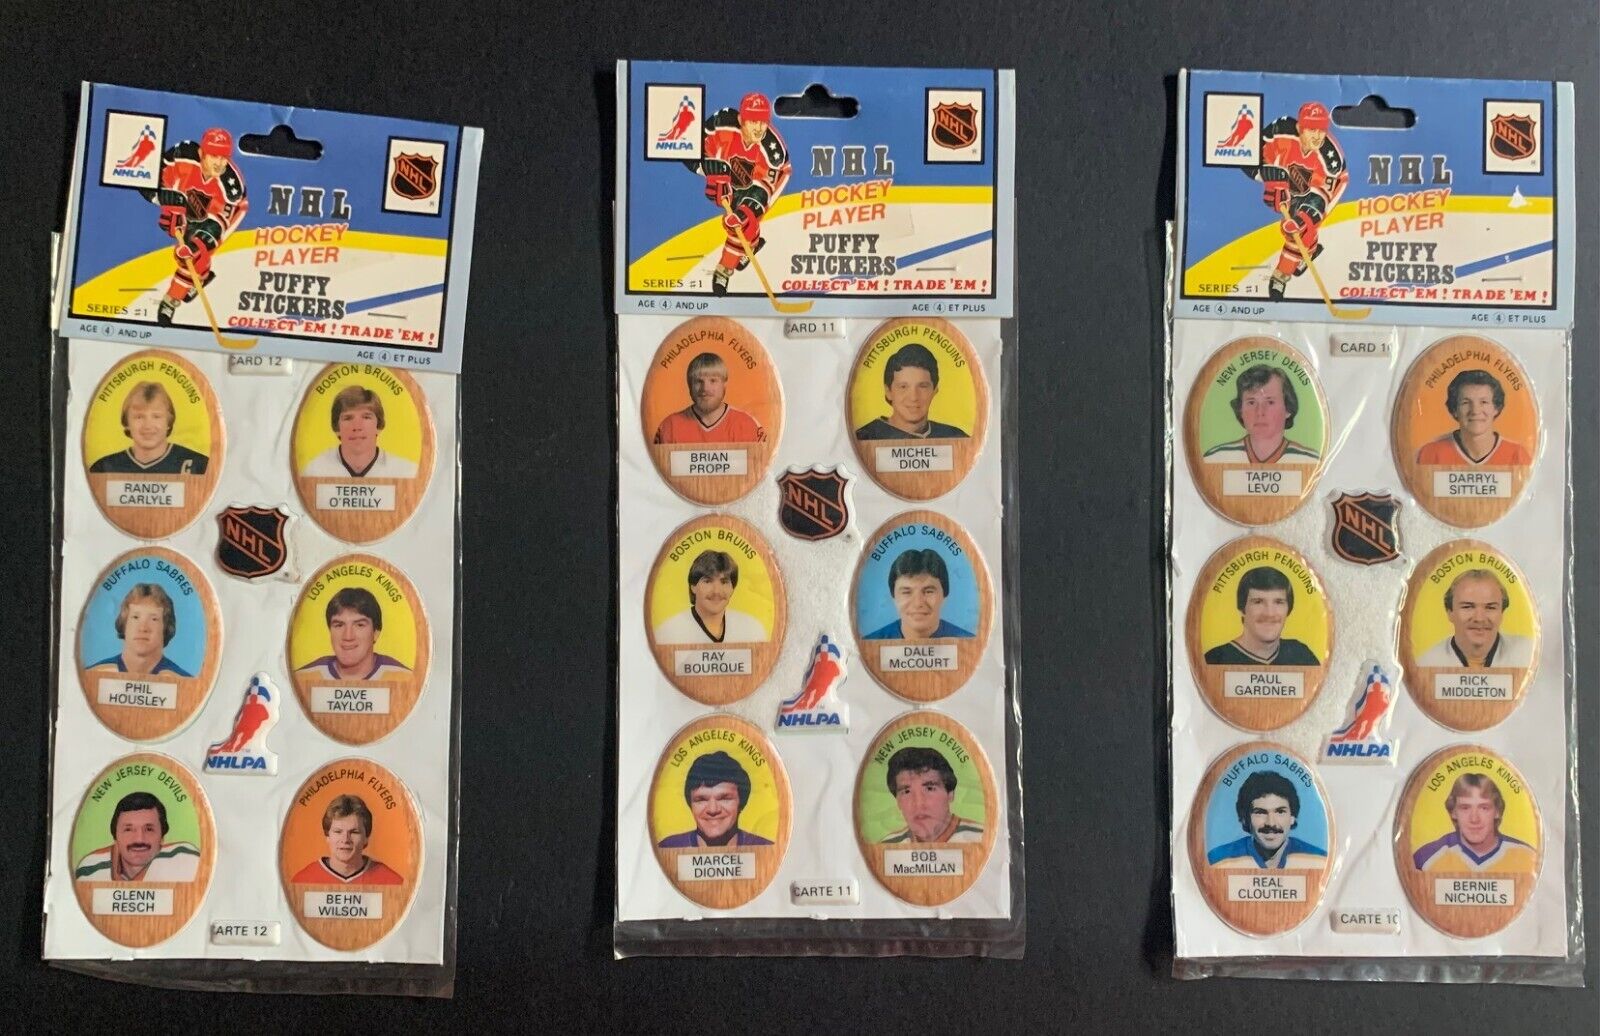 NHLPA
NHL
NHL
HOCKEY
PLAYER
PUFFY
STICKERS
SERIES #1
COLLECT 'EM! TRADE 'EM!
AGE 4 AND UP
AGE 4 ET PLUS
CARD 12
PITTSBURGH PENGUINS
RANDY
CARLYLE
BOSTON BRUINS
TERRY
O'REILLY
NHL
BUFFALO SABRES
PHIL
HOUSLEY
LOS ANGELES KINGS
DAVE
TAYLOR
NHLPA
NEW JERSEY DEVILS
GLENN
RESCH
PHILADELPHIA FLYERS
BEHN
WILSON
ARTE 12
NHLPA
NHL
NHL
HOCKEY
PLAYER
PUFFY
STICKERS
SERIES #1
COLLECT 'EM! TRADE 'EM!
AGE 4 AND UP
AGE 4 ET PLUS
ARD 11
PHILADELPHIA FLYERS
BRIAN
PROPP
PITTSBURGH PENGUINS
MICHEL
DION
NHL
BOSTON BRUINS
RAY
BOURQUE
BUFFALO SABRES
DALE
McCOURT
NHLPA
LOS ANGELES KINGS
MARCEL
DIONNE
NEW JERSEY DEVILS
BOB
MacMILLAN
CARTE 11
NHLPA
NHL
NHL
HOCKEY
PLAYER
PUFFY
STICKERS
SERIES #1
COLLECT 'EM! TRADE 'EM!
AGE 4 AND UP
AGE 4 ET PLUS
CARD 10
NEW JERSEY DEVILS
TAPIO
LEVO
PHILADELPHIA FLYERS
DARRYL
SITTLER
NHL
PITTSBURGH PENGUINS
PAUL
GARDNER
BOSTON BRUINS
RICK
MIDDLETON
NHLPA
BUFFALO SABRES
REAL
CLOUTIER
LOS ANGELES KINGS
BERNIE
NICHOLLS
CARTE 10